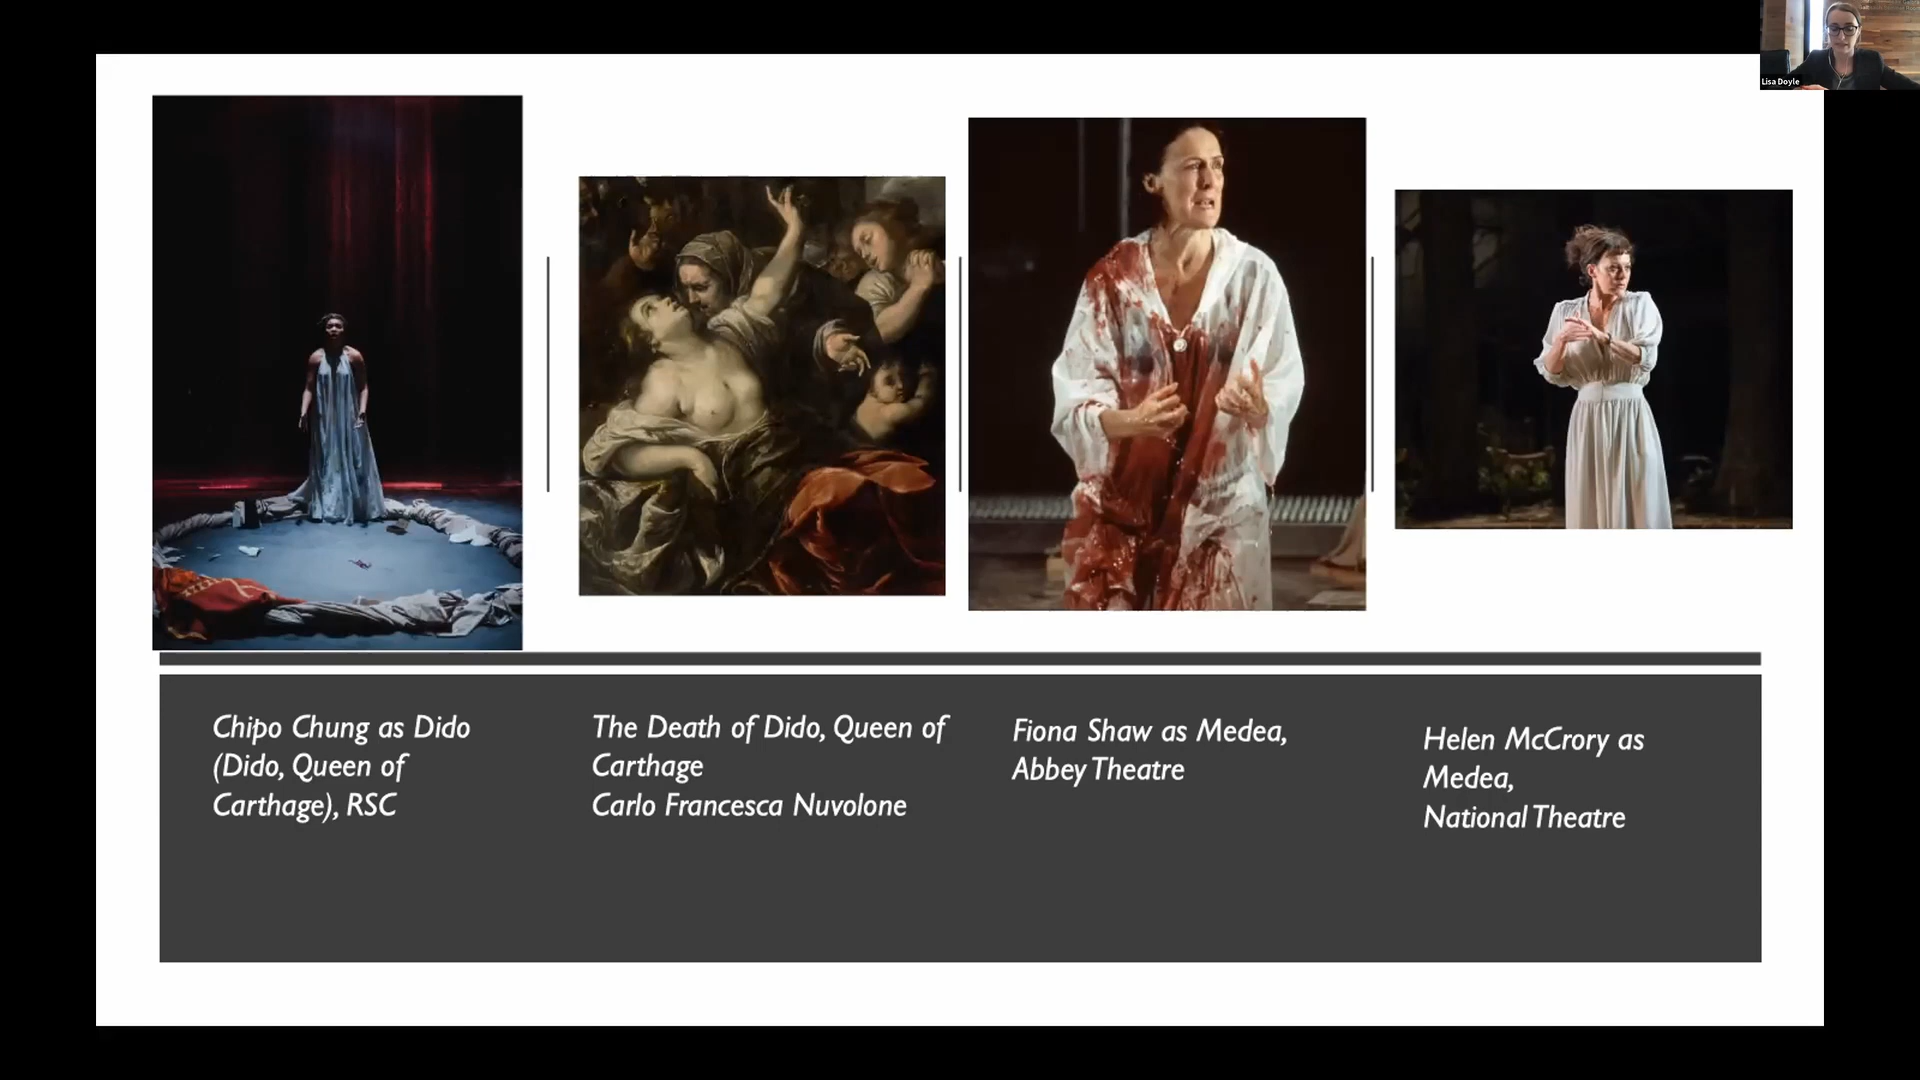 Lisa Doyle
Chipo Chung as Dido
(Dido, Queen of
Carthage), RSC
The Death of Dido, Queen of
Carthage
Carlo Francesca Nuvolone
Fiona Shaw as Medea,
Abbey Theatre
Helen McCrory as
Medea,
National Theatre